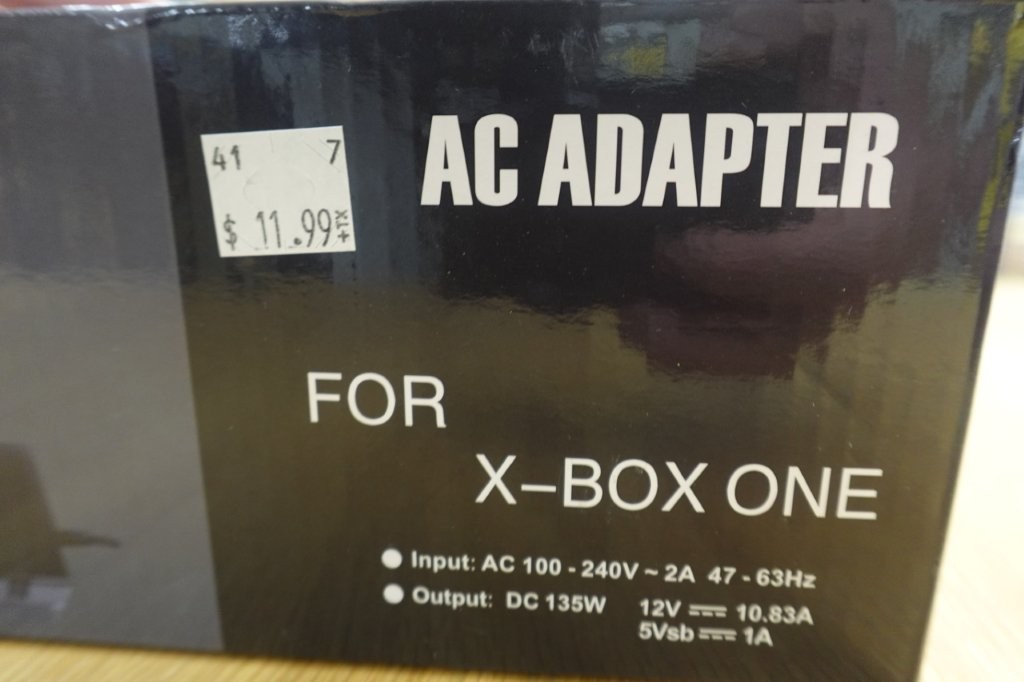 41 7
$ 11.99 +TX
AC ADAPTER
FOR
X-BOX ONE
Input: AC 100 - 240V ~ 2A 47 - 63Hz
Output: DC 135W 12V ⎓ 10.83A
5Vsb ⎓ 1A